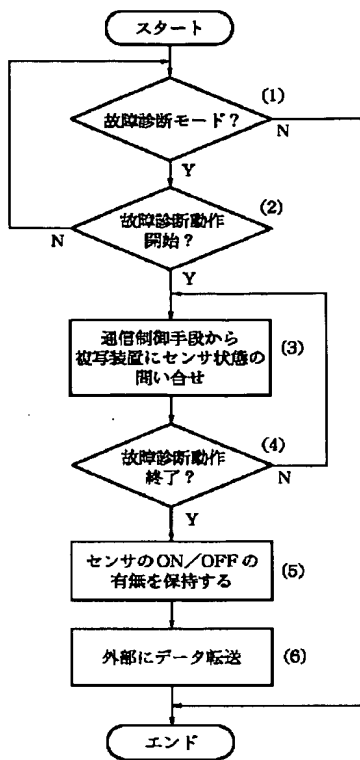 スタート
(1)
故障診断モード?
N
Y
(2)
故障診断動作
開始?
N
Y
通信制御手段から
複写装置にセンサ状態の
問い合せ
(3)
(4)
故障診断動作
終了?
N
Y
センサのON/OFFの
有無を保持する
(5)
外部にデータ転送
(6)
エンド